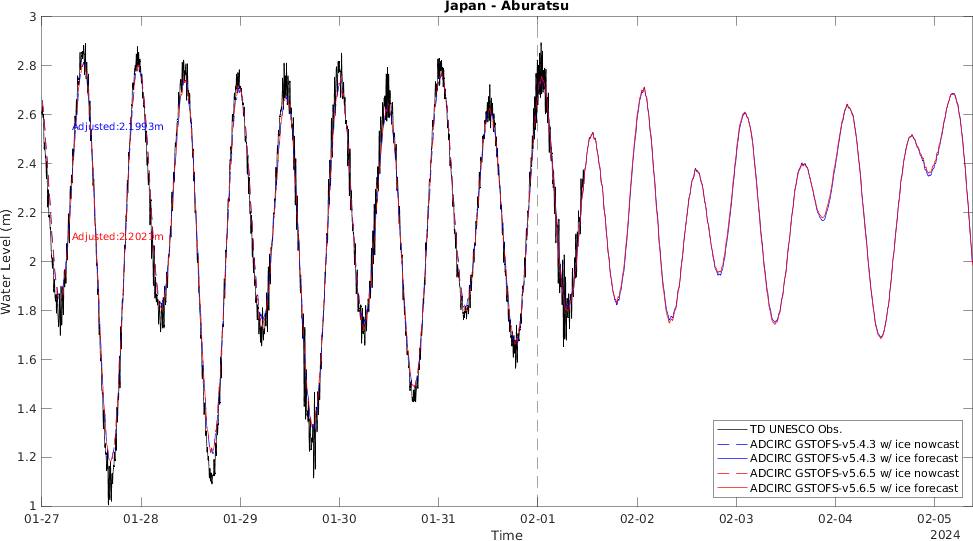 Japan - Aburatsu
3
2.8
2.6
2.4
2.2
2
1.8
1.6
1.4
1.2
1
Water Level (m)
Adjusted:2.1993m
Adjusted:2.2021m
TD UNESCO Obs.
ADCIRC GSTOFS-v5.4.3 w/ ice nowcast
ADCIRC GSTOFS-v5.4.3 w/ ice forecast
ADCIRC GSTOFS-v5.6.5 w/ ice nowcast
ADCIRC GSTOFS-v5.6.5 w/ ice forecast
01-27 01-28 01-29 01-30 01-31 02-01 02-02 02-03 02-04 02-05
Time
2024